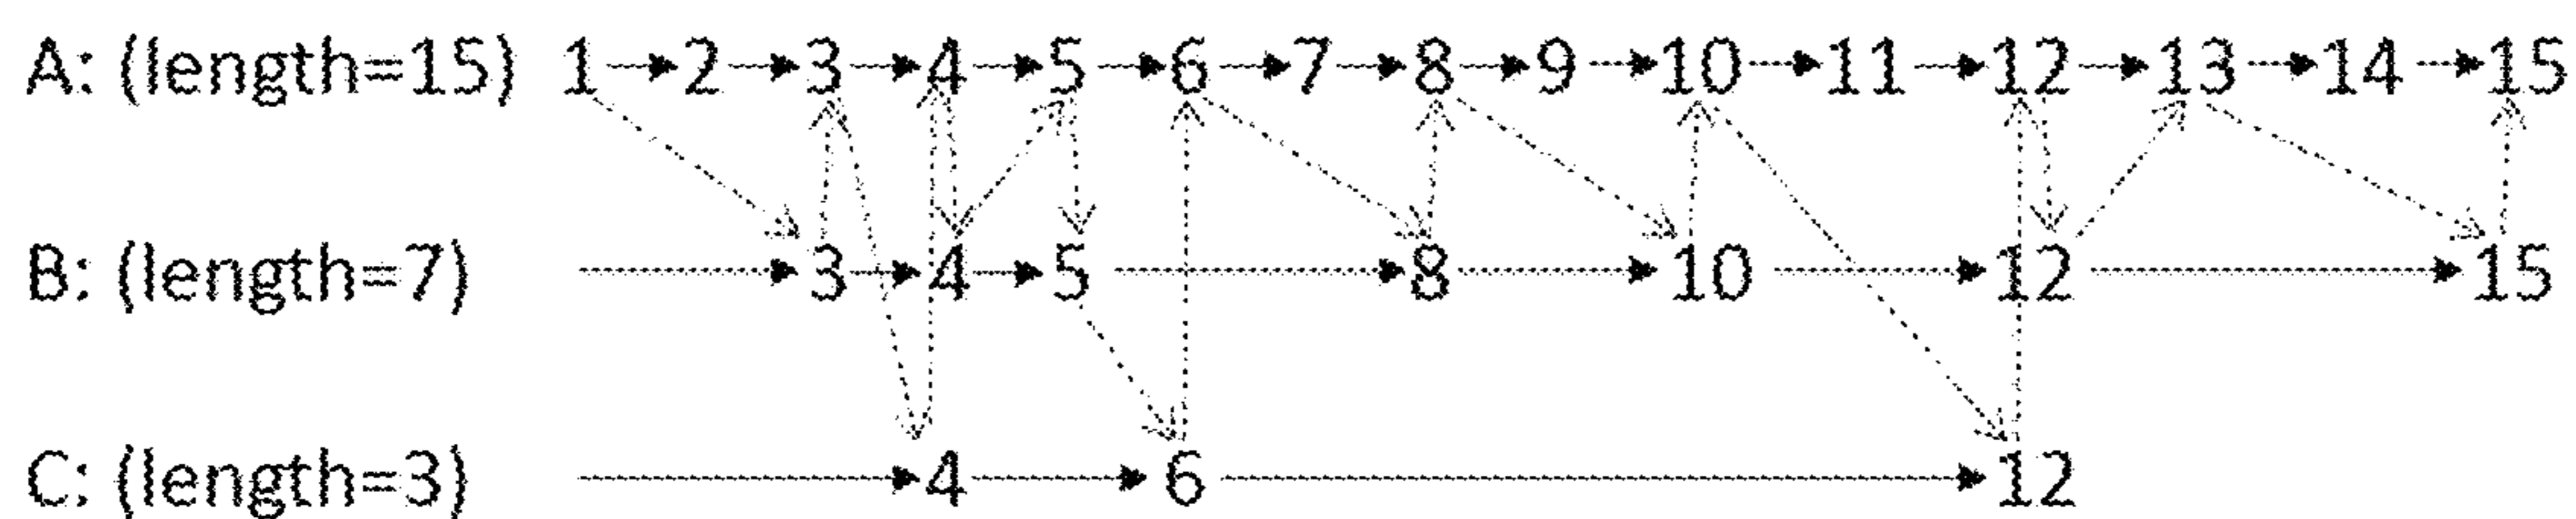 A: (length=15) 1 2 3 4 5 6 7 8 9 10 11 12 13 14 15
B: (length=7) 3 4 5 8 10 12 15
C: (length=3) 4 6 12